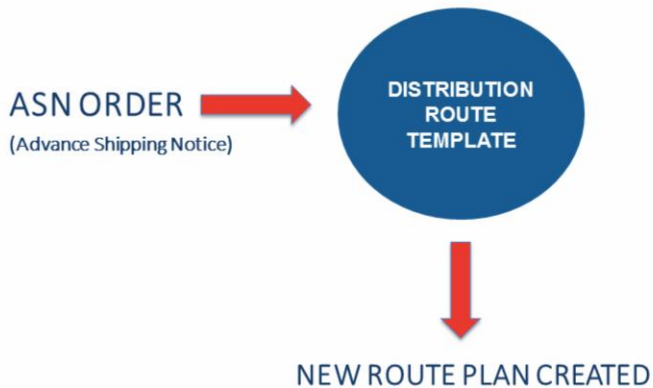 ASN ORDER
(Advance Shipping Notice)
DISTRIBUTION
ROUTE
TEMPLATE
NEW ROUTE PLAN CREATED